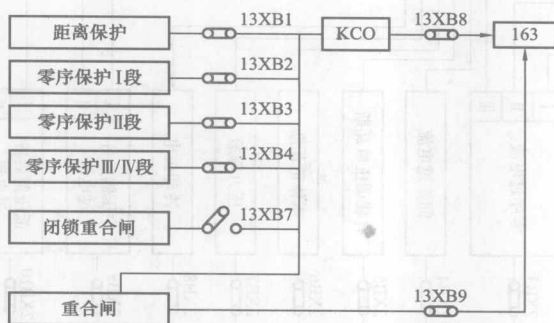 距离保护 13XB1 KCO 13XB8 163
零序保护Ⅰ段 13XB2
零序保护Ⅱ段 13XB3
零序保护Ⅲ/Ⅳ段 13XB4
闭锁重合闸 13XB7
重合闸 13XB9